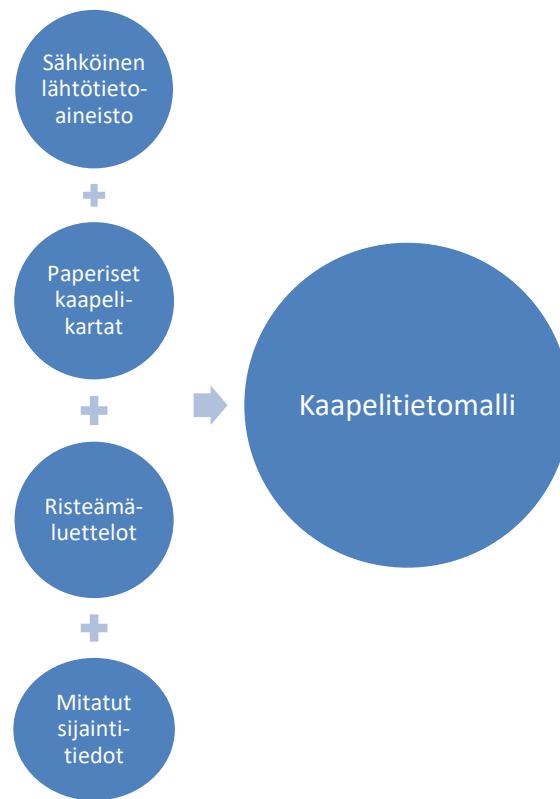 Sähköinen
lähtötieto-
aineisto
Paperiset
kaapeli-
kartat
Risteämä-
luettelot
Mitatut
sijainti-
tiedot
Kaapelitietomalli